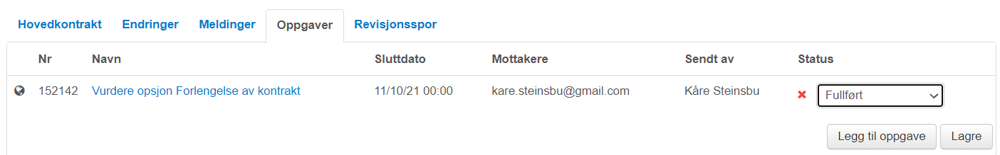 Hovedkontrakt Endringer Meldinger Oppgaver Revisjonsspor
Nr Navn Sluttdato Mottakere Sendt av Status
152142 Vurdere opsjon Forlengelse av kontrakt 11/10/21 00:00 kare.steinsbu@gmail.com Kåre Steinsbu Fullført
Legg til oppgave Lagre